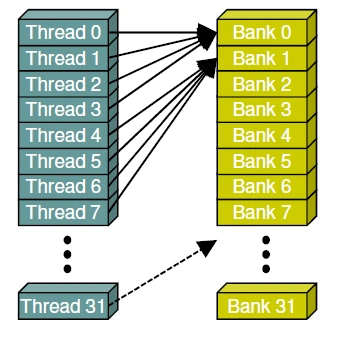 Thread 0
Thread 1
Thread 2
Thread 3
Thread 4
Thread 5
Thread 6
Thread 7
Thread 31
Bank 0
Bank 1
Bank 2
Bank 3
Bank 4
Bank 5
Bank 6
Bank 7
Bank 31